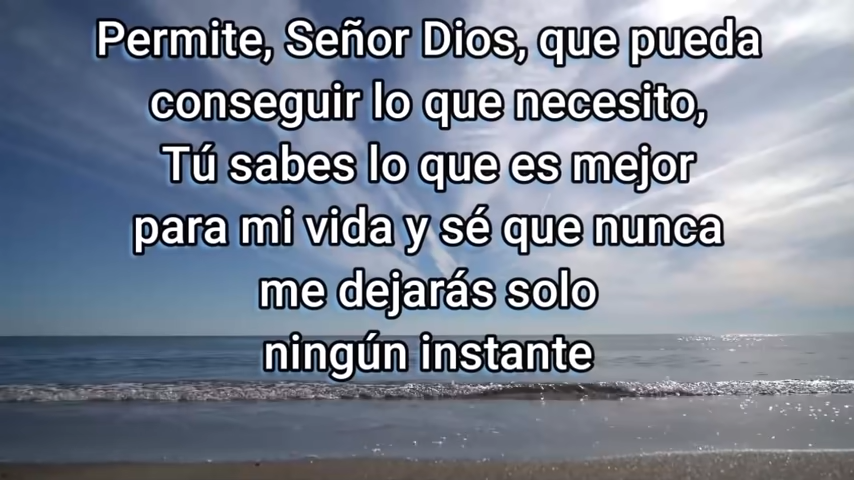 Permite, Señor Dios, que pueda
conseguir lo que necesito,
Tú sabes lo que es mejor
para mi vida y sé que nunca
me dejarás solo
ningún instante